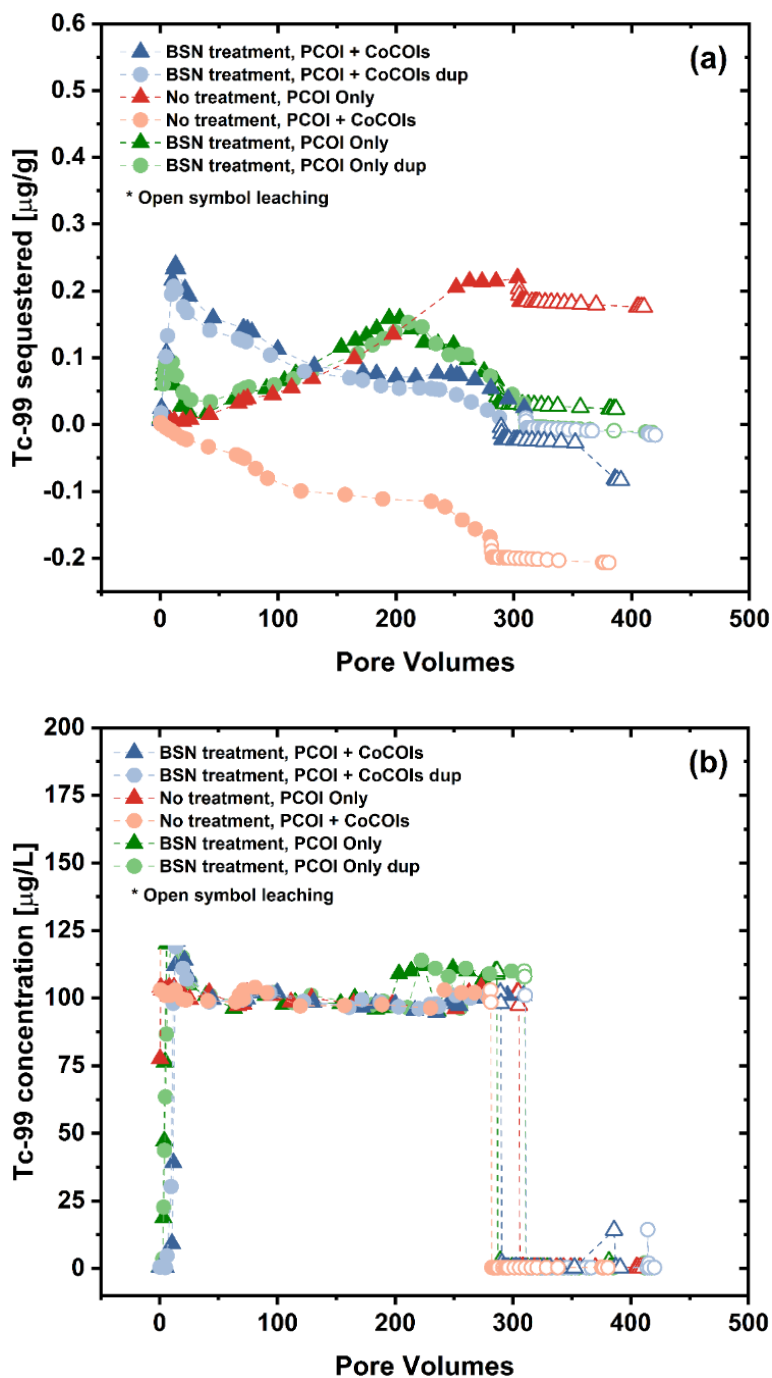 (a)
BSN treatment, PCOI + CoCOIs
BSN treatment, PCOI + CoCOIs dup
No treatment, PCOI Only
No treatment, PCOI + CoCOIs
BSN treatment, PCOI Only
BSN treatment, PCOI Only dup
* Open symbol leaching
Tc-99 sequestered [µg/g]
0.6
0.5
0.4
0.3
0.2
0.1
0.0
-0.1
-0.2
0 100 200 300 400 500
Pore Volumes
(b)
BSN treatment, PCOI + CoCOIs
BSN treatment, PCOI + CoCOIs dup
No treatment, PCOI Only
No treatment, PCOI + CoCOIs
BSN treatment, PCOI Only
BSN treatment, PCOI Only dup
* Open symbol leaching
Tc-99 concentration [µg/L]
200
175
150
125
100
75
50
25
0
0 100 200 300 400 500
Pore Volumes